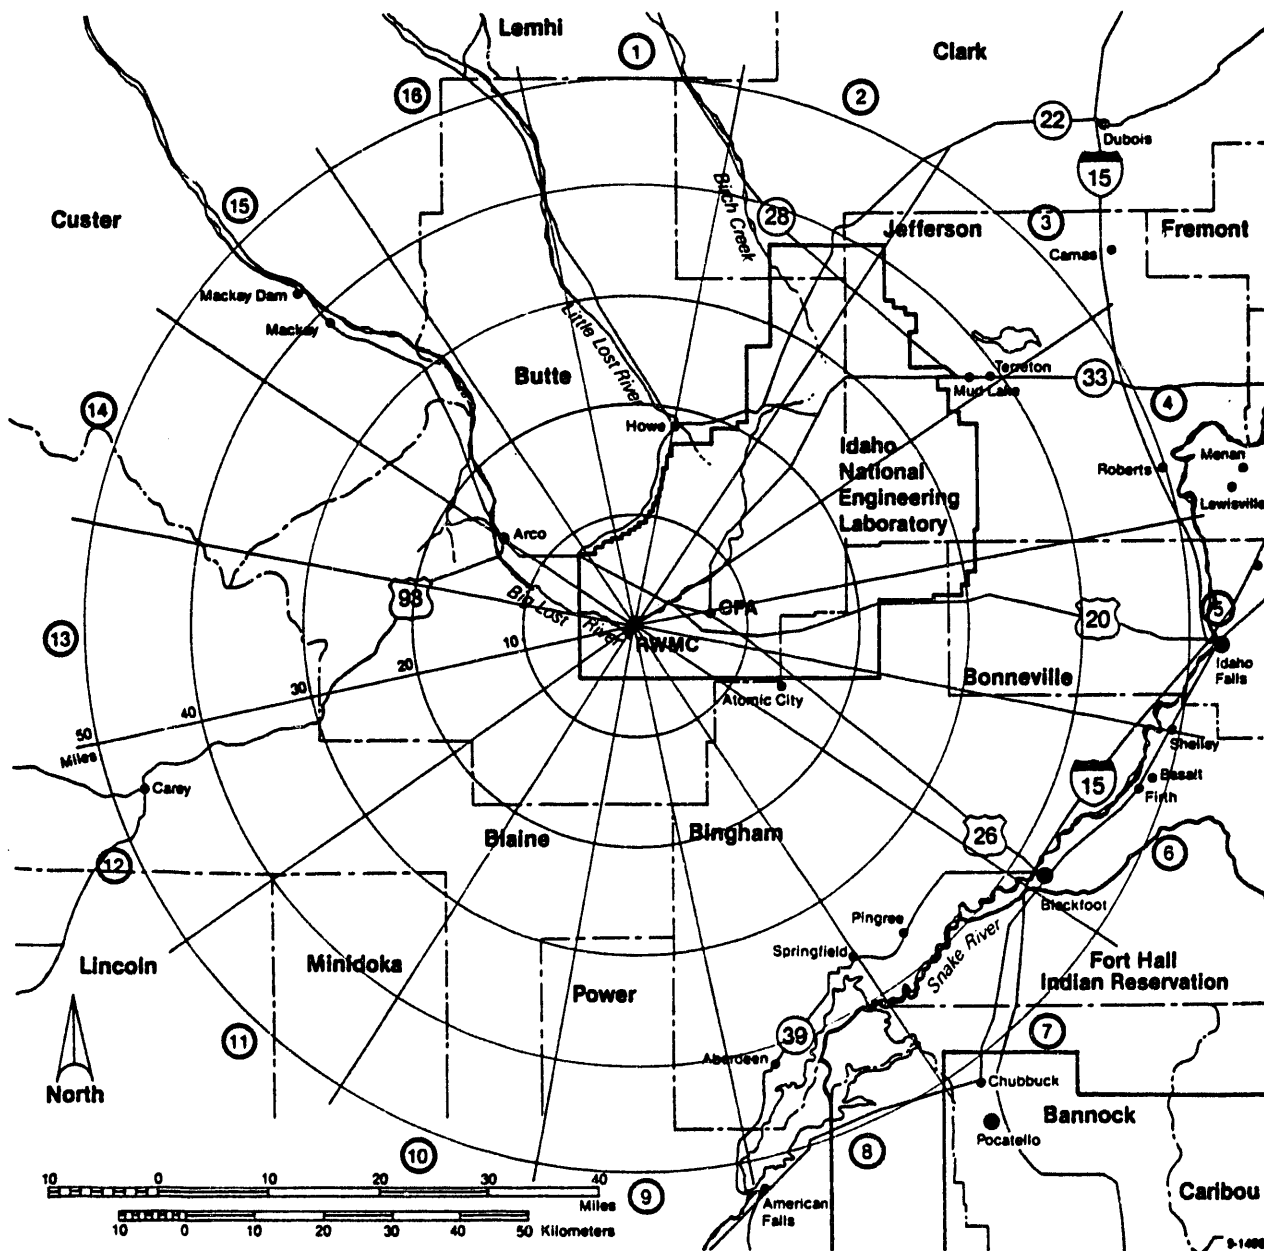 Lemhi
1
Clark
16
2
22
Dubois
15
Birch Creek
15
Custer
28
3
Jefferson
Fremont
Camas
Mackay Dam
Mackay
Little Lost River
Terreton
Butte
33
Mud Lake
14
4
Howe
Idaho
National
Engineering
Laboratory
Menan
Roberts
Lewisville
Arco
93
Big Lost River
CFA
5
20
13
RWMC
10
20
Idaho
Falls
30
Bonneville
Atomic City
40
50
Miles
Shelley
15
Basalt
Firth
Carey
Blaine
Bingham
26
6
12
Blackfoot
Pingree
Springfield
Snake River
Lincoln
Minidoka
Fort Hall
Indian Reservation
Power
11
39
7
Aberdeen
North
Chubbuck
Bannock
Pocatello
10
8
10 0 10 20 30 40
Miles
9
Caribou
American
Falls
10 0 10 20 30 40 50 Kilometers